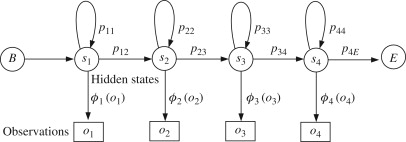 p₁₁ p₂₂ p₃₃ p₄₄
B s₁ p₁₂ s₂ p₂₃ s₃ p₃₄ s₄ p₄E E
Hidden states
ϕ₁(o₁) ϕ₂(o₂) ϕ₃(o₃) ϕ₄(o₄)
Observations o₁ o₂ o₃ o₄